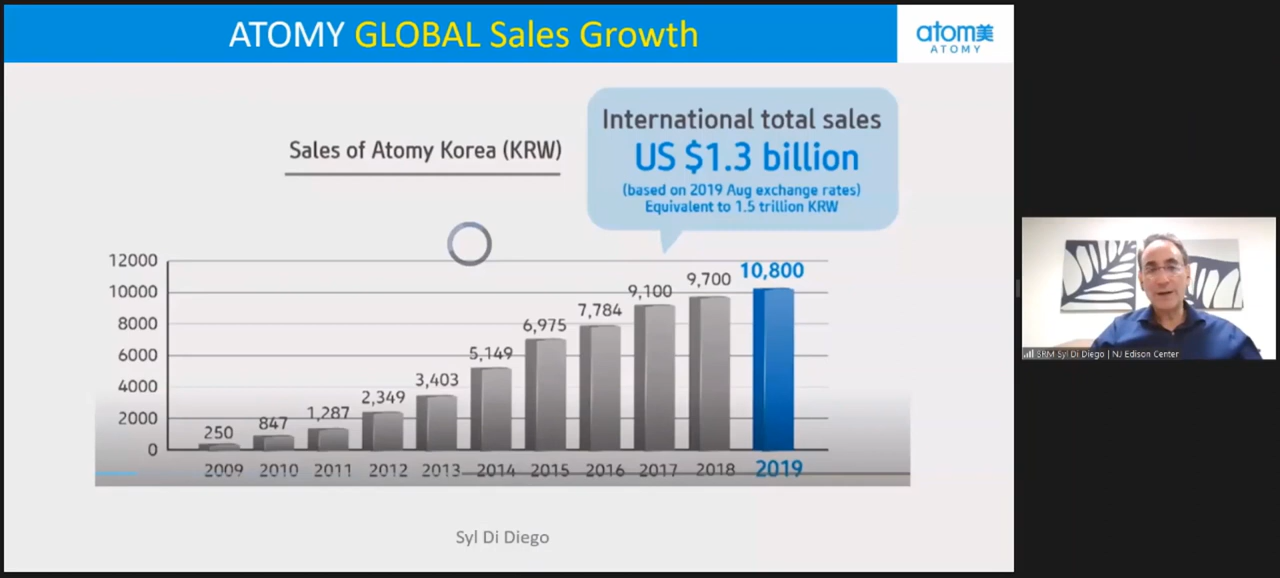 ATOMY GLOBAL Sales Growth
atom美
ATOMY
International total sales
US $1.3 billion
(based on 2019 Aug exchange rates)
Equivalent to 1.5 trillion KRW
Sales of Atomy Korea (KRW)
12000
10000
8000
6000
4000
2000
0
250
847
1,287
2,349
3,403
5,149
6,975
7,784
9,100
9,700
10,800
2009 2010 2011 2012 2013 2014 2015 2016 2017 2018 2019
Syl Di Diego
SRM Syl Di Diego | NJ Edison Center